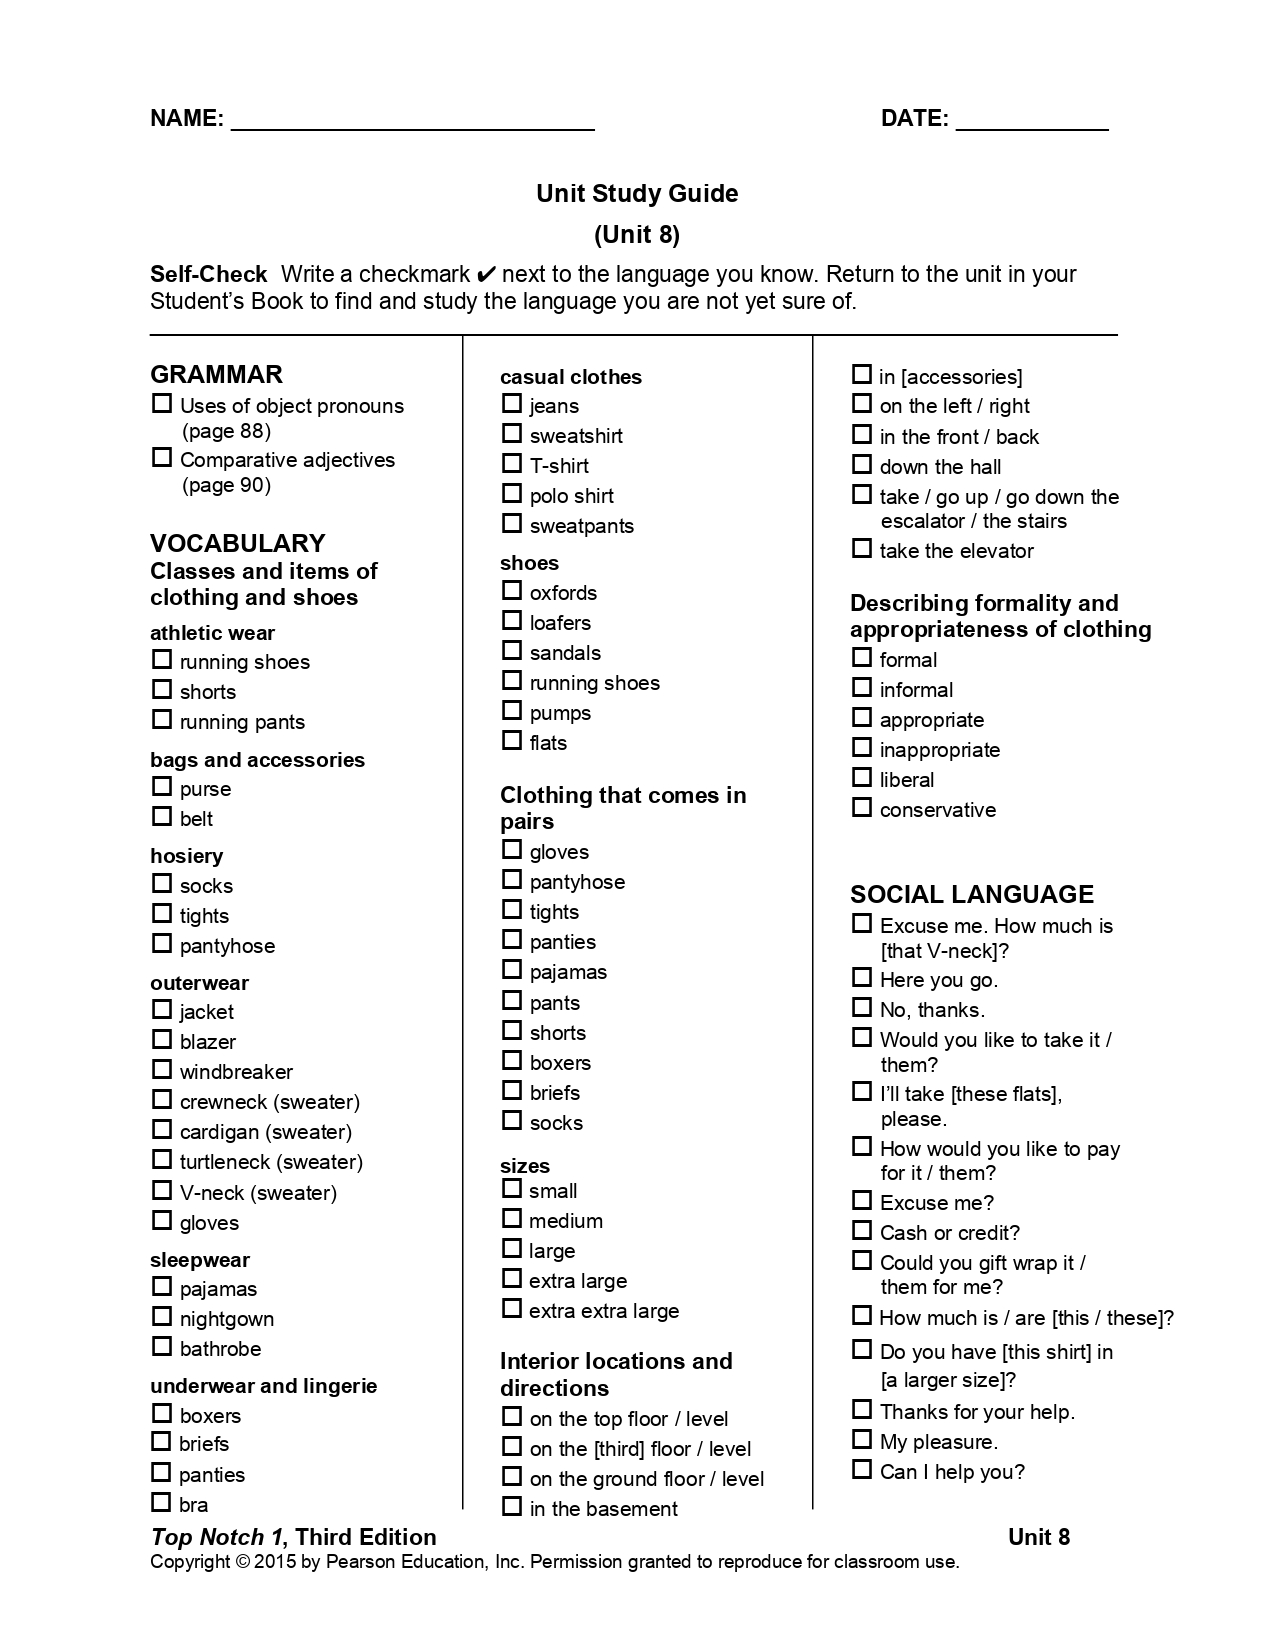 NAME: ____________________________ DATE: ____________
Unit Study Guide
(Unit 8)
Self-Check Write a checkmark ✔ next to the language you know. Return to the unit in your
Student’s Book to find and study the language you are not yet sure of.
GRAMMAR
☐ Uses of object pronouns
(page 88)
☐ Comparative adjectives
(page 90)
VOCABULARY
Classes and items of
clothing and shoes
athletic wear
☐ running shoes
☐ shorts
☐ running pants
bags and accessories
☐ purse
☐ belt
hosiery
☐ socks
☐ tights
☐ pantyhose
outerwear
☐ jacket
☐ blazer
☐ windbreaker
☐ crewneck (sweater)
☐ cardigan (sweater)
☐ turtleneck (sweater)
☐ V-neck (sweater)
☐ gloves
sleepwear
☐ pajamas
☐ nightgown
☐ bathrobe
underwear and lingerie
☐ boxers
☐ briefs
☐ panties
☐ bra
casual clothes
☐ jeans
☐ sweatshirt
☐ T-shirt
☐ polo shirt
☐ sweatpants
shoes
☐ oxfords
☐ loafers
☐ sandals
☐ running shoes
☐ pumps
☐ flats
Clothing that comes in
pairs
☐ gloves
☐ pantyhose
☐ tights
☐ panties
☐ pajamas
☐ pants
☐ shorts
☐ boxers
☐ briefs
☐ socks
sizes
☐ small
☐ medium
☐ large
☐ extra large
☐ extra extra large
Interior locations and
directions
☐ on the top floor / level
☐ on the [third] floor / level
☐ on the ground floor / level
☐ in the basement
☐ in [accessories]
☐ on the left / right
☐ in the front / back
☐ down the hall
☐ take / go up / go down the
escalator / the stairs
☐ take the elevator
Describing formality and
appropriateness of clothing
☐ formal
☐ informal
☐ appropriate
☐ inappropriate
☐ liberal
☐ conservative
SOCIAL LANGUAGE
☐ Excuse me. How much is
[that V-neck]?
☐ Here you go.
☐ No, thanks.
☐ Would you like to take it /
them?
☐ I’ll take [these flats],
please.
☐ How would you like to pay
for it / them?
☐ Excuse me?
☐ Cash or credit?
☐ Could you gift wrap it /
them for me?
☐ How much is / are [this / these]?
☐ Do you have [this shirt] in
[a larger size]?
☐ Thanks for your help.
☐ My pleasure.
☐ Can I help you?
Top Notch 1, Third Edition Unit 8
Copyright © 2015 by Pearson Education, Inc. Permission granted to reproduce for classroom use.